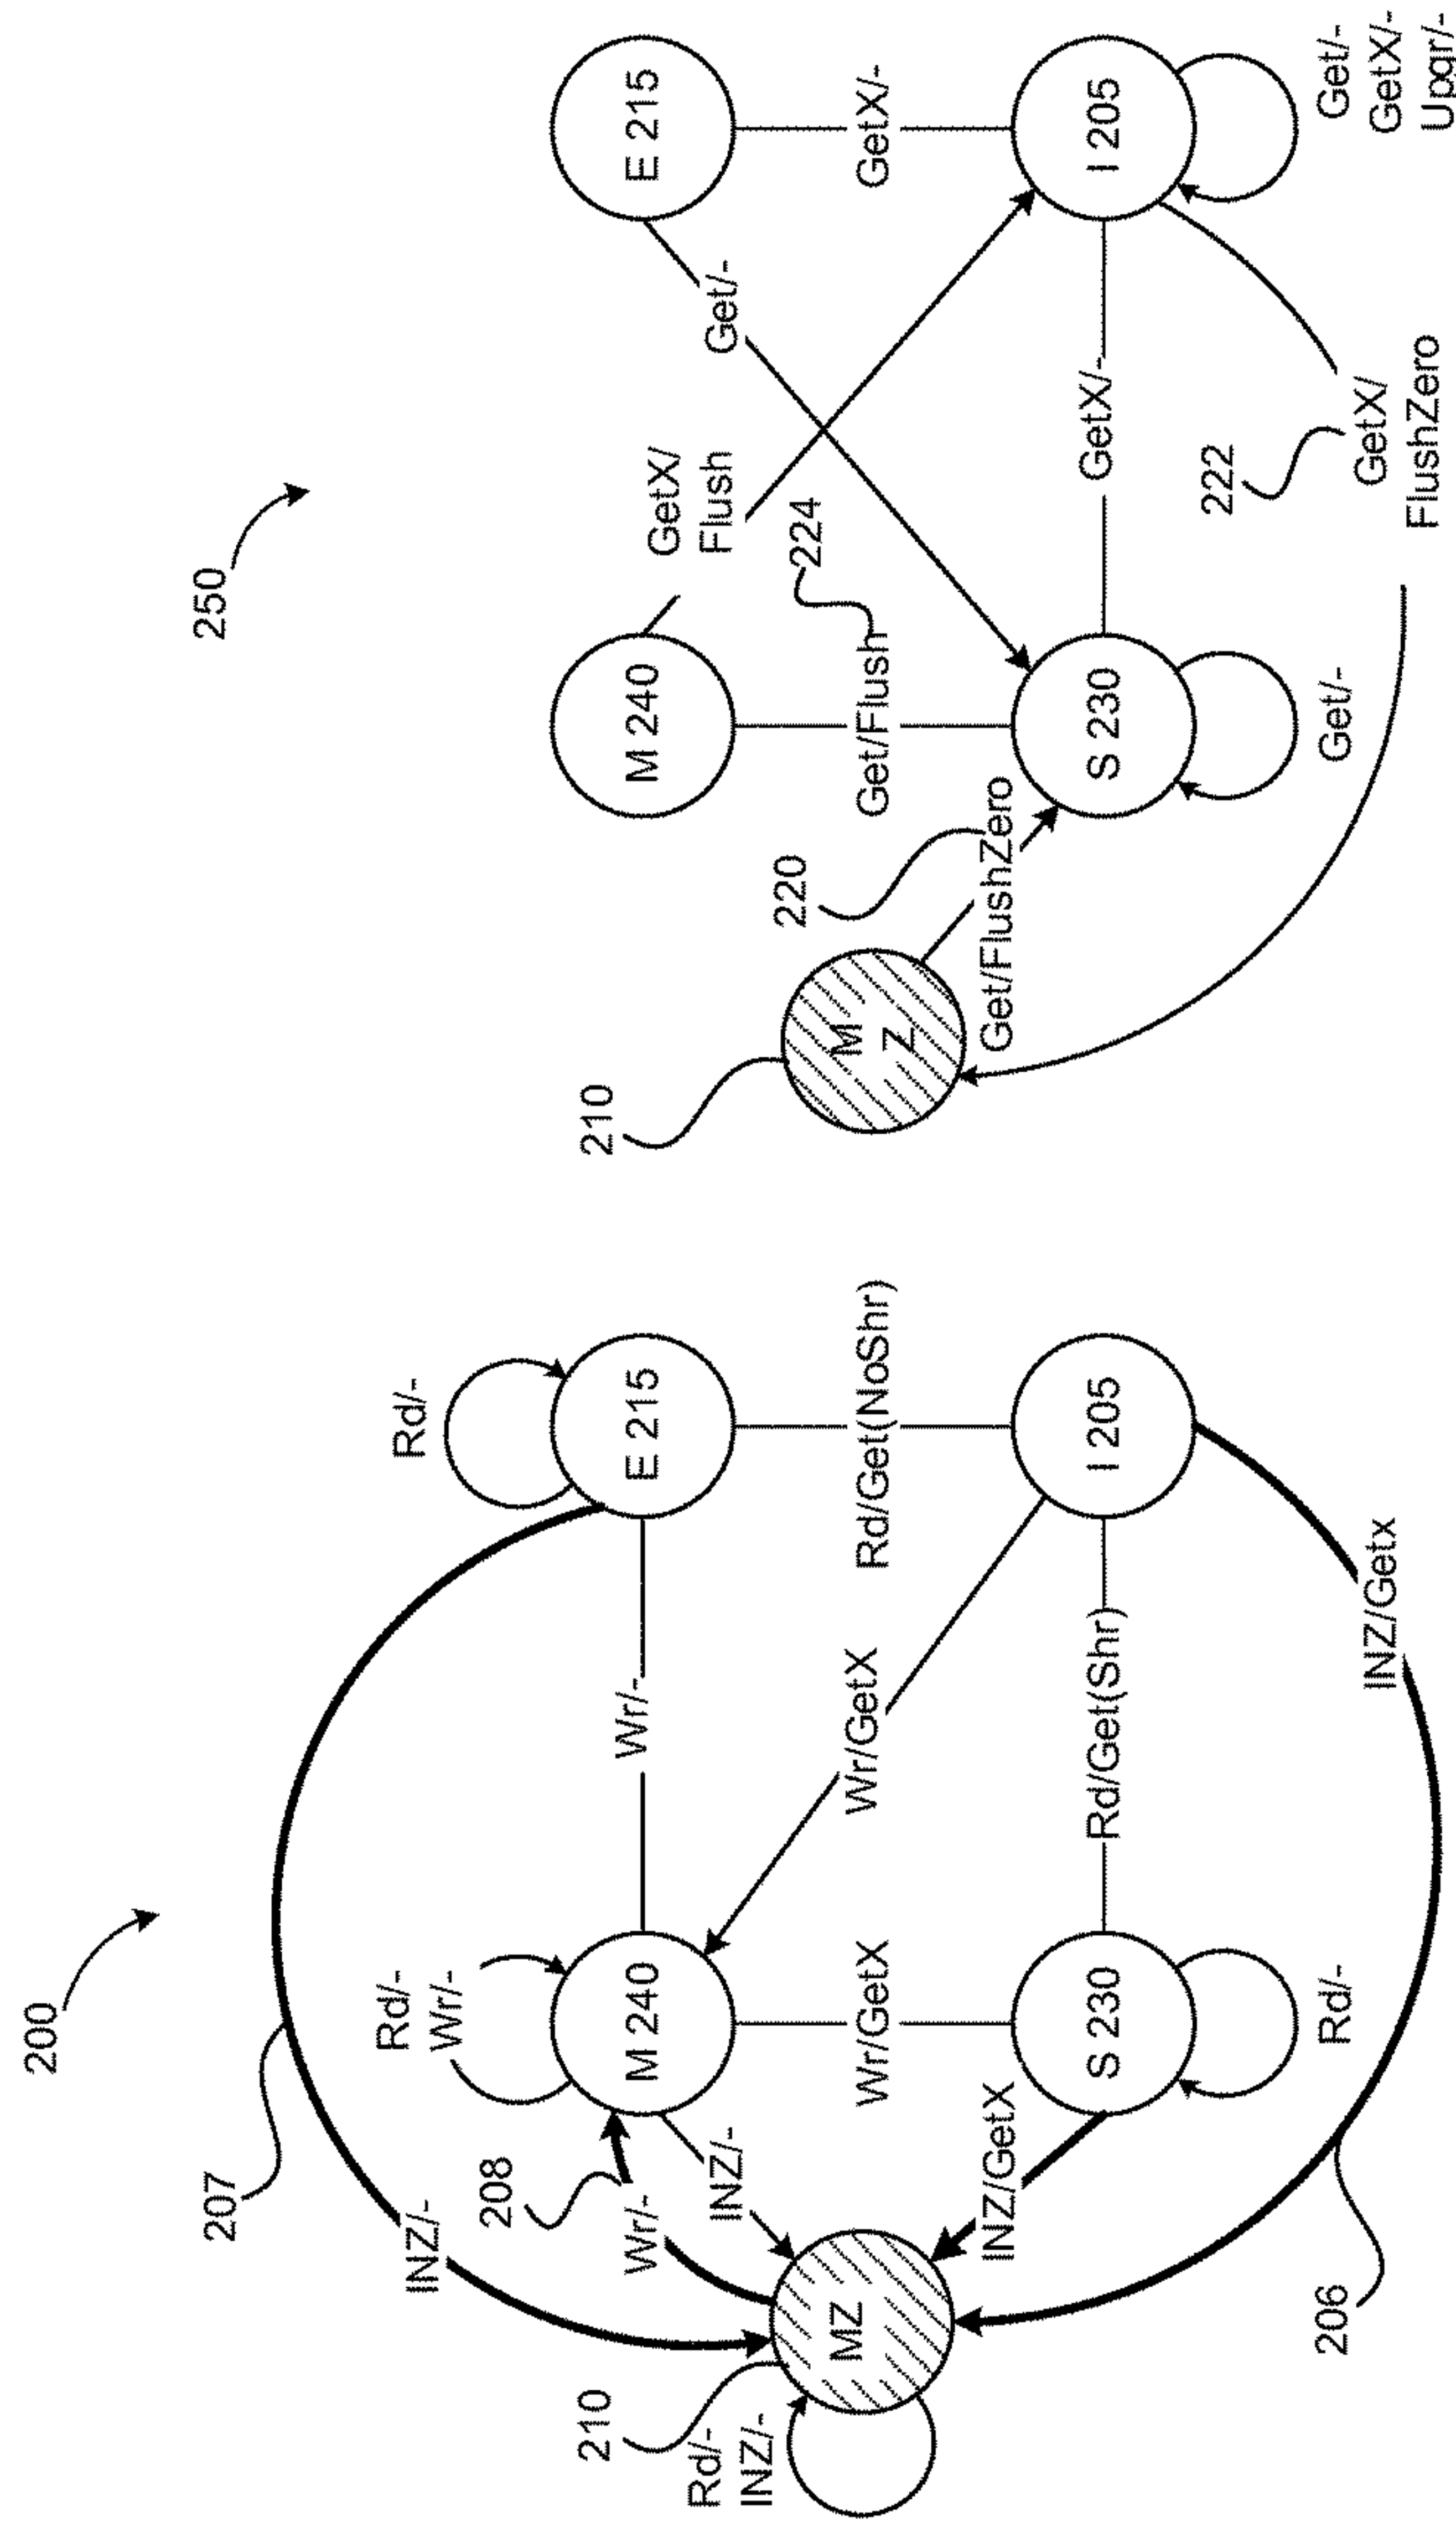 200
207
Rd/-
Wr/-
Rd/-
INZ/-
208
M 240
Wr/-
E 215
Wr/-
INZ/-
210
Rd/-
INZ/-
MZ
Wr/GetX
Wr/GetX
Rd/Get(NoShr)
INZ/GetX
S 230
Rd/Get(Shr)
I 205
Rd/-
206
INZ/Getx
250
M 240
GetX/
Flush
Get/-
E 215
210
M
Z
220
224
Get/Flush
GetX/-
Get/FlushZero
S 230
GetX/-
I 205
222
Get/-
GetX/
FlushZero
Get/-
GetX/-
Upgr/-